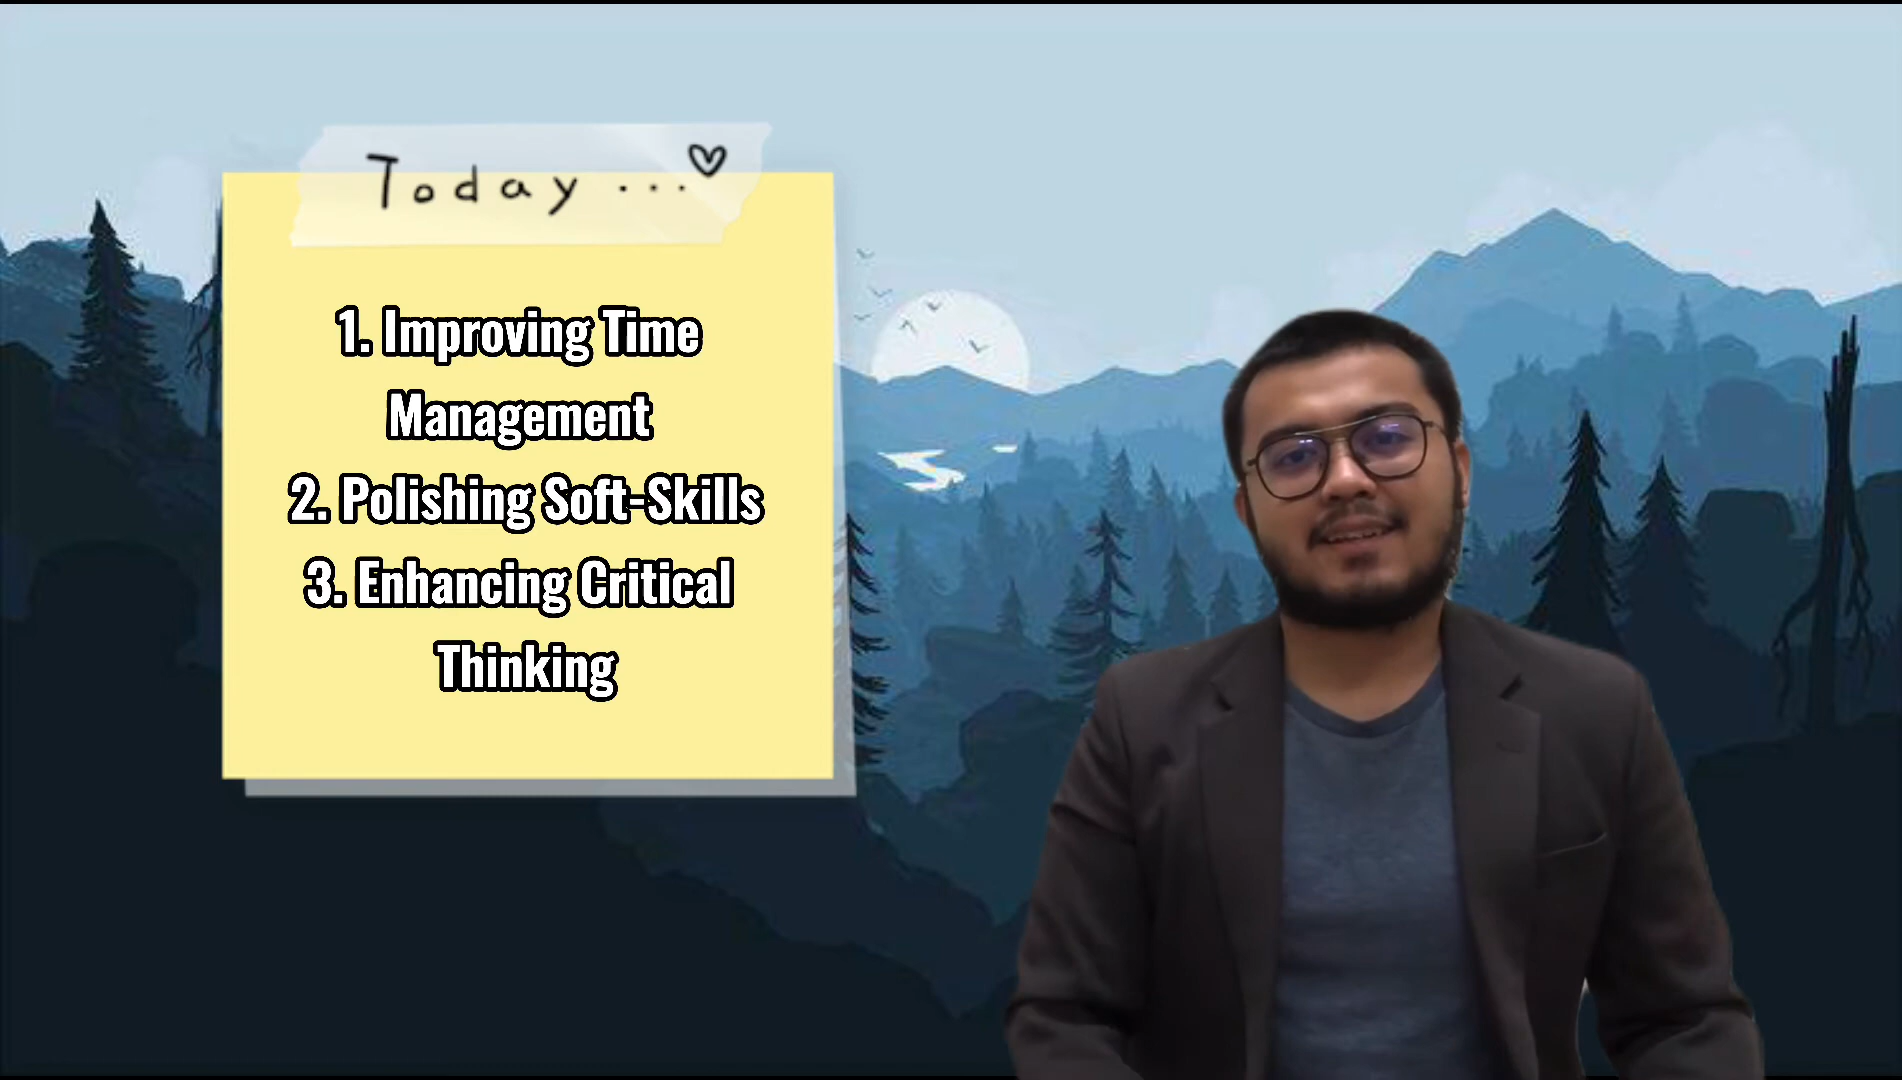 Today ...
1. Improving Time
Management
2. Polishing Soft-Skills
3. Enhancing Critical
Thinking